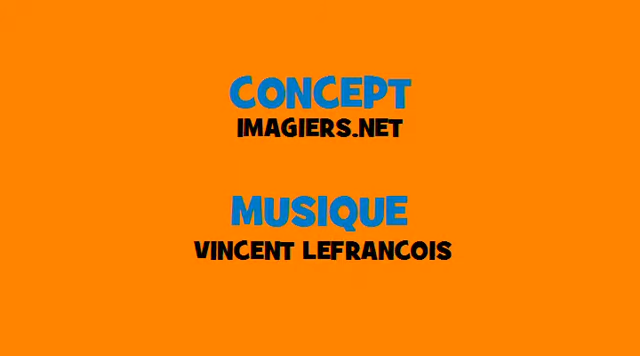 CONCEPT
IMAGIERS.NET
MUSIQUE
VINCENT LEFRANCOIS